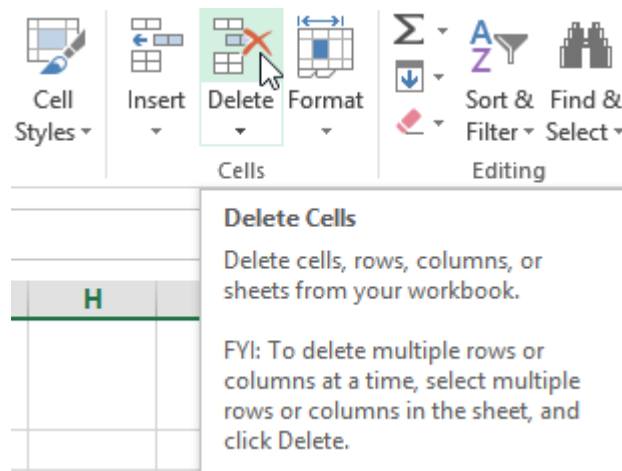 Cell
Styles
Insert
Delete
Format
Sort &
Filter
Find &
Select
Cells
Editing
H
Delete Cells
Delete cells, rows, columns, or
sheets from your workbook.
FYI: To delete multiple rows or
columns at a time, select multiple
rows or columns in the sheet, and
click Delete.